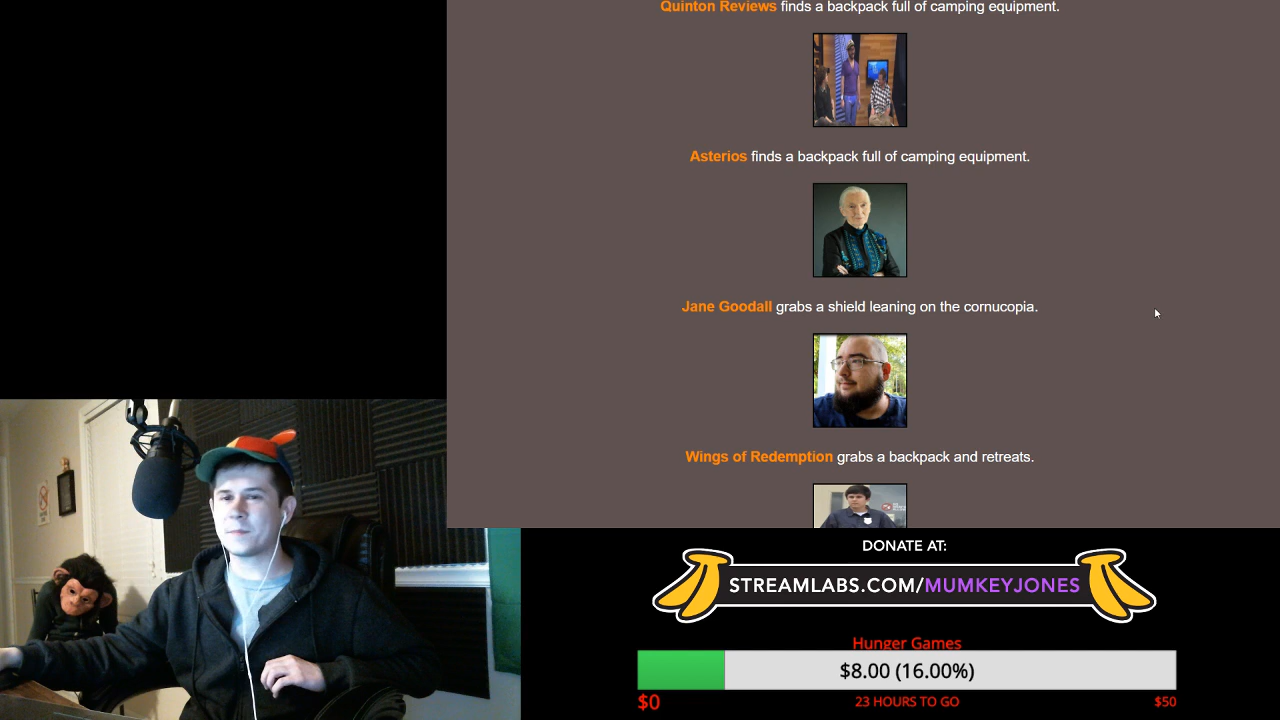 Quinton Reviews finds a backpack full of camping equipment.
Asterios finds a backpack full of camping equipment.
Jane Goodall grabs a shield leaning on the cornucopia.
Wings of Redemption grabs a backpack and retreats.
DONATE AT:
STREAMLABS.COM/MUMKEYJONES
Hunger Games
$8.00 (16.00%)
$0
23 HOURS TO GO
$50